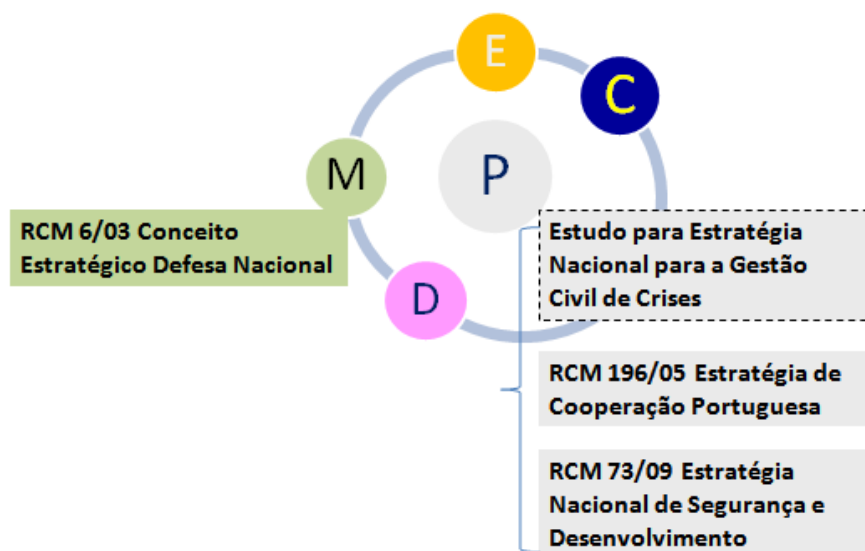 E
C
M
P
RCM 6/03 Conceito
Estratégico Defesa Nacional
D
Estudo para Estratégia
Nacional para a Gestão
Civil de Crises
RCM 196/05 Estratégia de
Cooperação Portuguesa
RCM 73/09 Estratégia
Nacional de Segurança e
Desenvolvimento